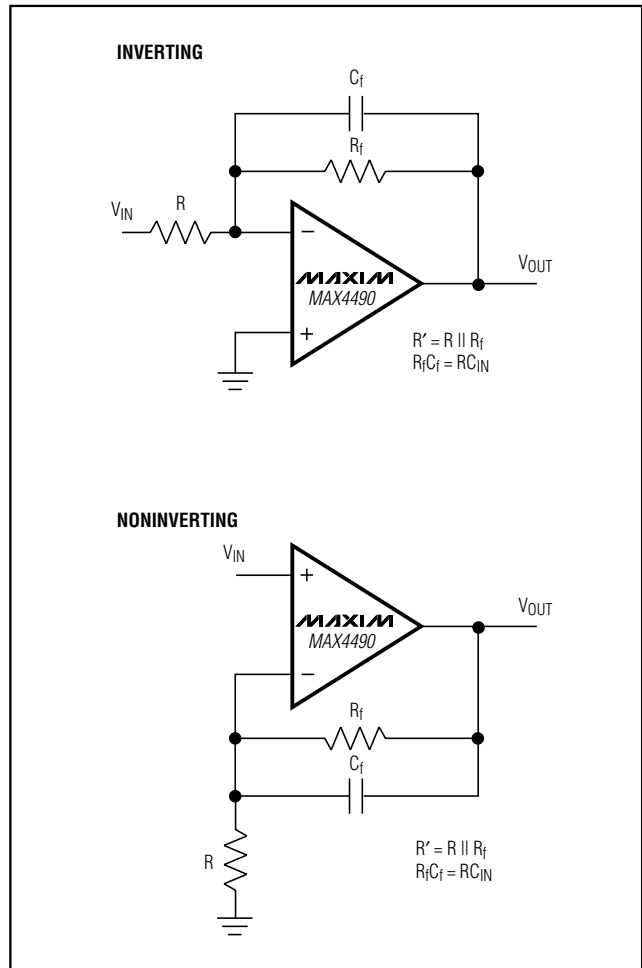 INVERTING
Cf
Rf
VIN
R
−
MAXIM
MAX4490
+
VOUT
R′ = R || Rf
RfCf = RCIN
NONINVERTING
VIN
+
MAXIM
MAX4490
−
VOUT
Rf
Cf
R
R′ = R || Rf
RfCf = RCIN